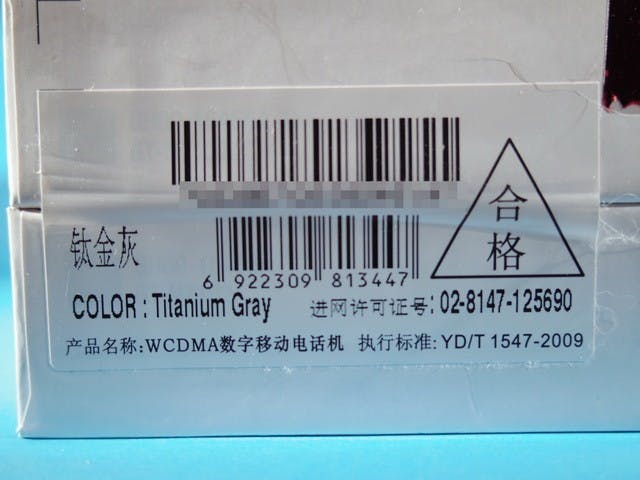 合
格
钛金灰
6 922309 813447
COLOR : Titanium Gray 进网许可证号: 02-8147-125690
产品名称:WCDMA数字移动电话机 执行标准: YD/T 1547-2009